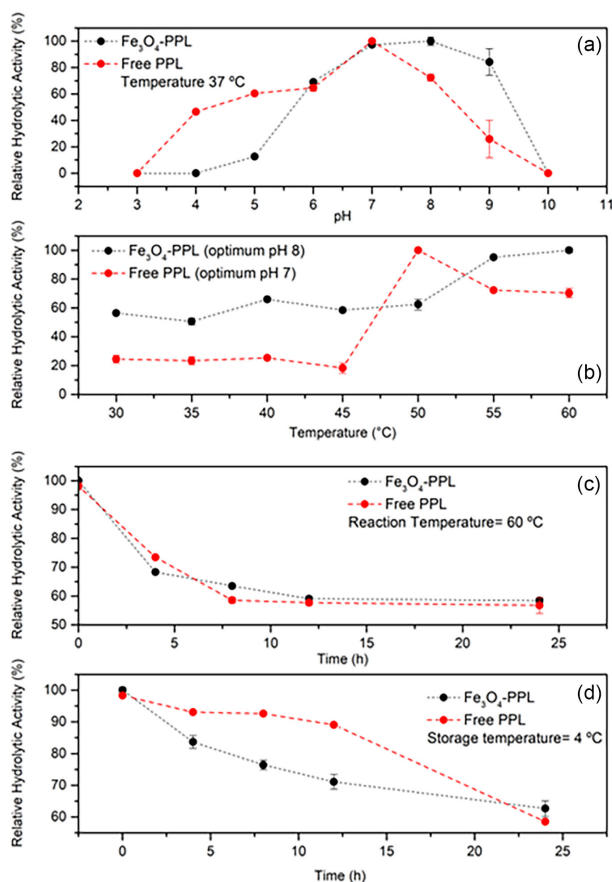 (a)
Relative Hydrolytic Activity (%)
100
80
60
40
20
0
Fe₃O₄-PPL
Free PPL
Temperature 37 ºC
2 3 4 5 6 7 8 9 10 11
pH
(b)
Relative Hydrolytic Activity (%)
100
80
60
40
20
0
Fe₃O₄-PPL (optimum pH 8)
Free PPL (optimum pH 7)
30 35 40 45 50 55 60
Temperature (°C)
(c)
Relative Hydrolytic Activity (%)
100
90
80
70
60
50
Fe₃O₄-PPL
Free PPL
Reaction Temperature= 60 ºC
0 5 10 15 20 25
Time (h)
(d)
Relative Hydrolytic Activity (%)
100
90
80
70
60
Fe₃O₄-PPL
Free PPL
Storage temperature= 4 ºC
0 5 10 15 20 25
Time (h)